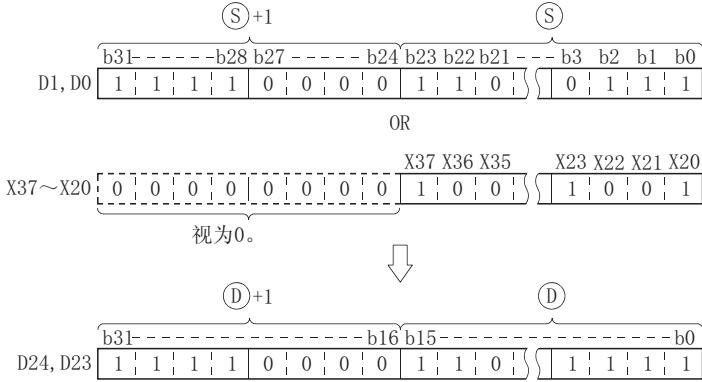 Ⓢ+1 Ⓢ
b31 b28 b27 b24 b23 b22 b21 b3 b2 b1 b0
D1,D0 1 1 1 1 0 0 0 0 1 1 0 0 1 1 1
OR
X37 X36 X35 X23 X22 X21 X20
X37～X20 0 0 0 0 0 0 0 0 1 0 0 1 0 0 1
视为0。
Ⓓ+1 Ⓓ
b31 b16 b15 b0
D24,D23 1 1 1 1 0 0 0 0 1 1 0 1 1 1 1